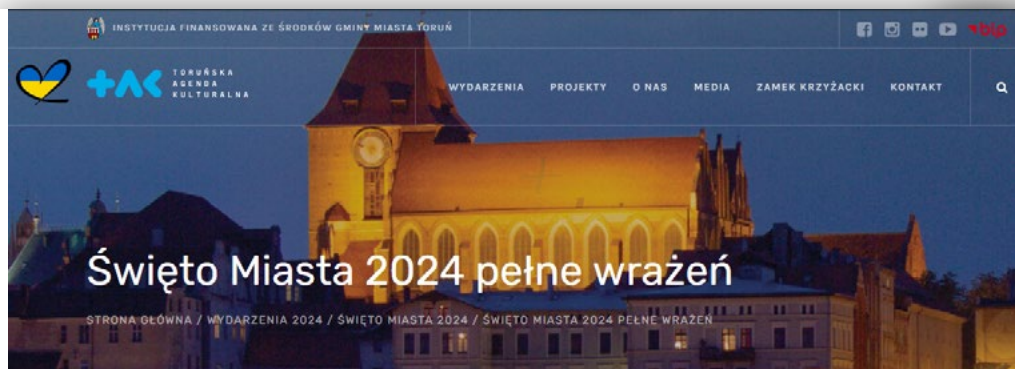 INSTYTUCJA FINANSOWANA ZE ŚRODKÓW GMINY MIASTA TORUŃ
bip
TAK
TORUŃSKA
AGENDA
KULTURALNA
WYDARZENIA PROJEKTY O NAS MEDIA ZAMEK KRZYŻACKI KONTAKT
Święto Miasta 2024 pełne wrażeń
STRONA GŁÓWNA / WYDARZENIA 2024 / ŚWIĘTO MIASTA 2024 / ŚWIĘTO MIASTA 2024 PEŁNE WRAŻEŃ